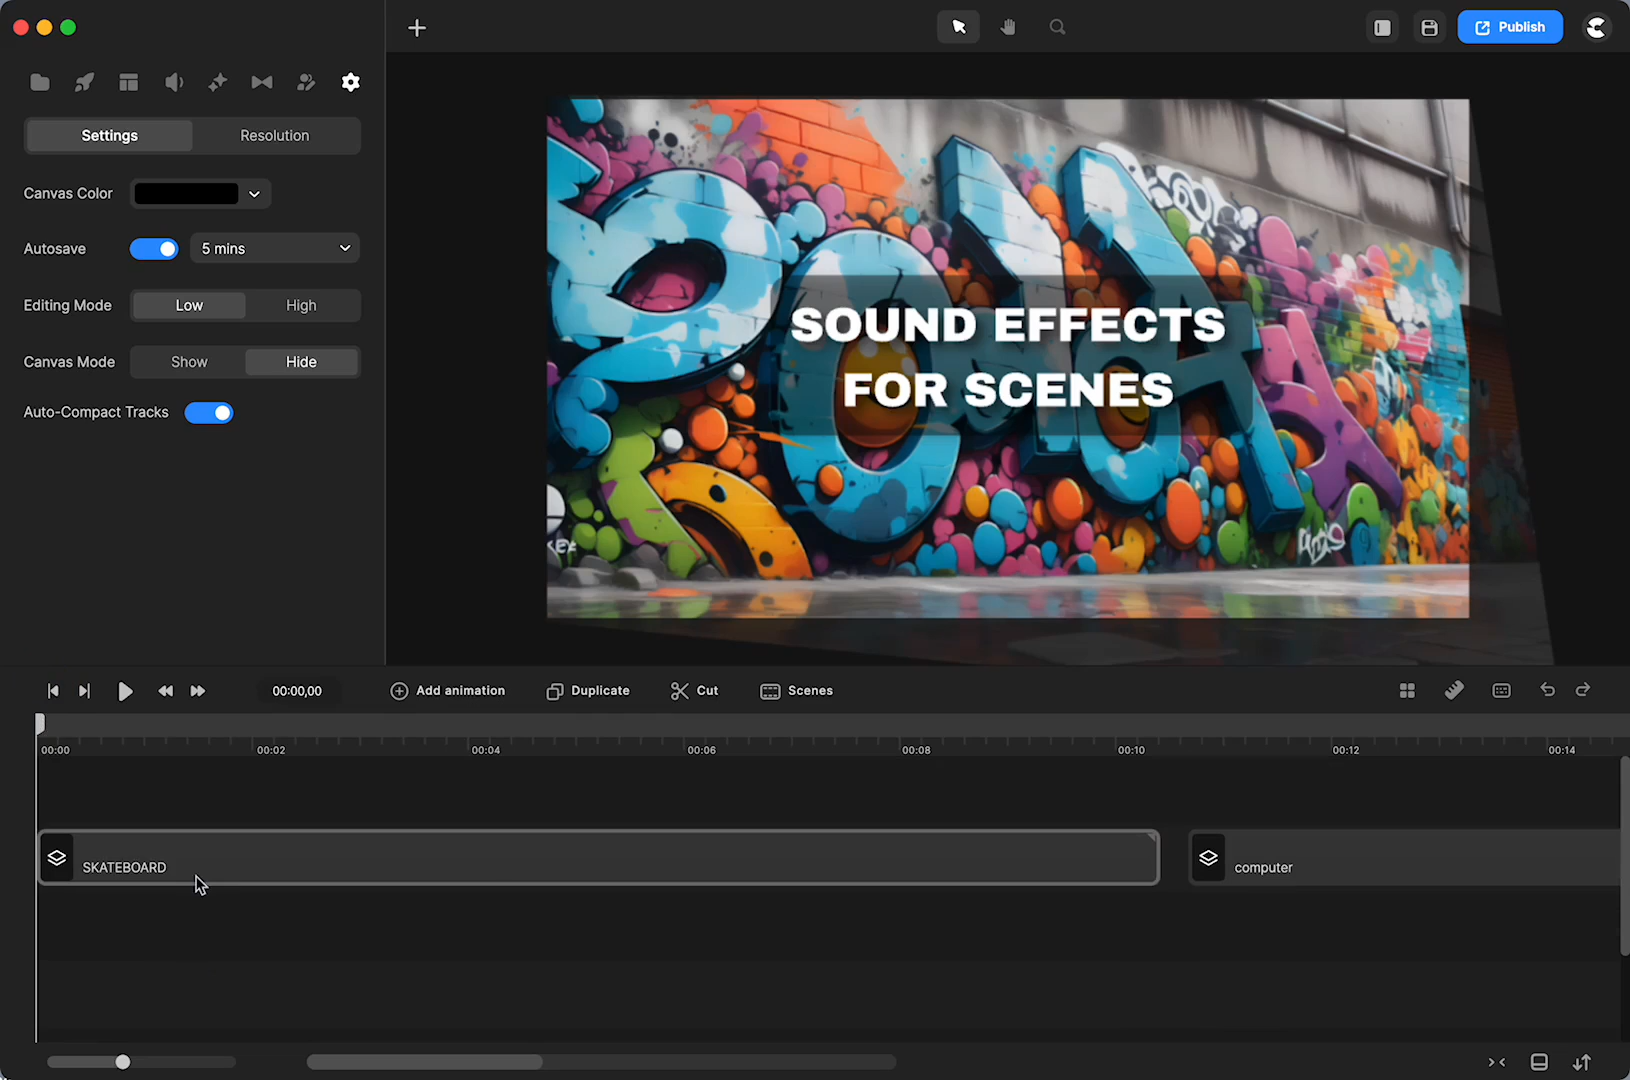 Publish
Settings
Resolution
Canvas Color
Autosave
5 mins
Editing Mode
Low
High
Canvas Mode
Show
Hide
Auto-Compact Tracks
SOUND EFFECTS
FOR SCENES
00:00,00
Add animation
Duplicate
Cut
Scenes
00:00
00:02
00:04
00:06
00:08
00:10
00:12
00:14
SKATEBOARD
computer